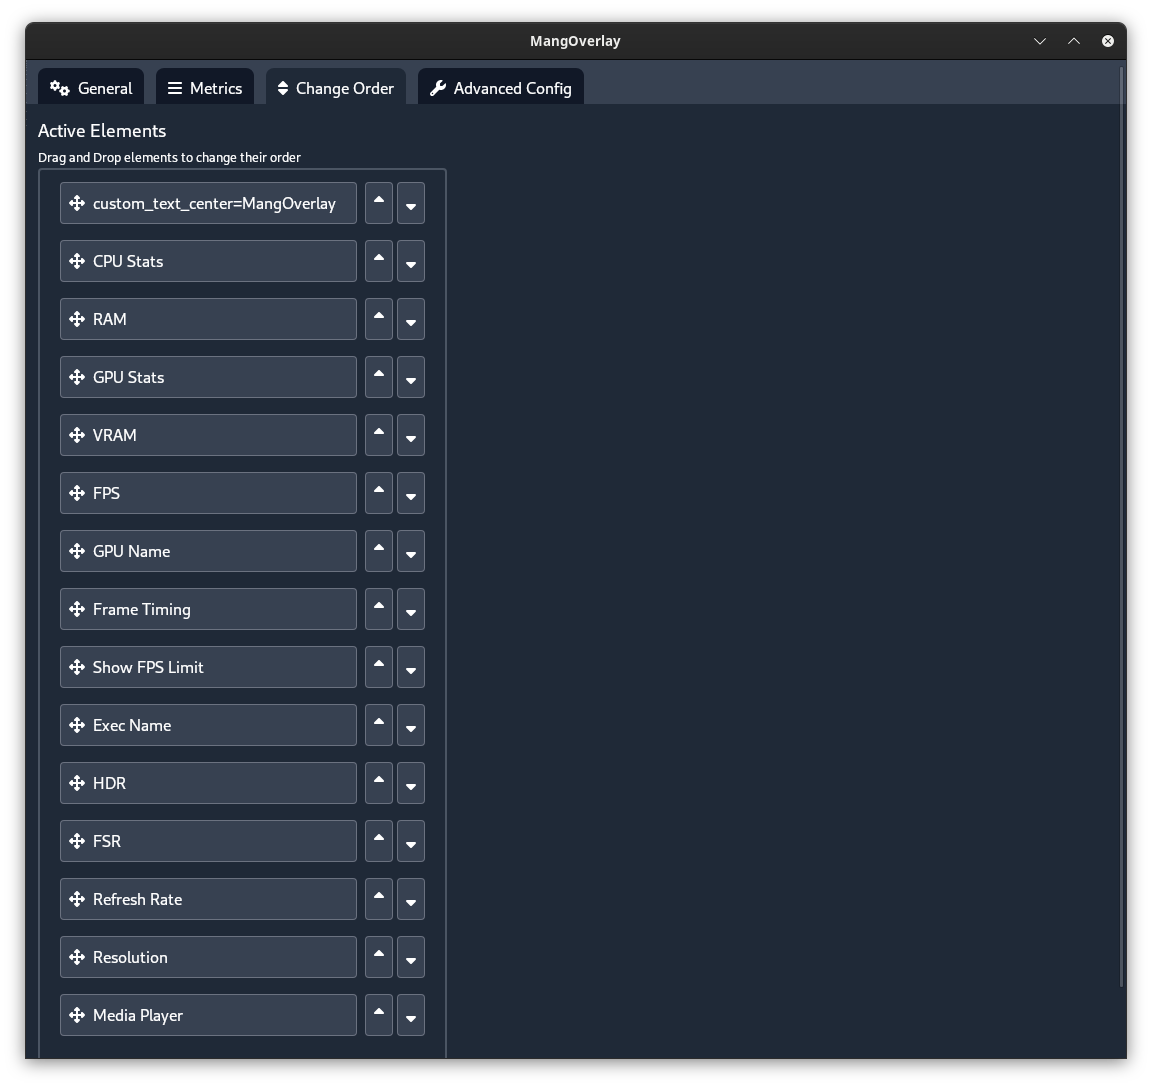 MangOverlay
General Metrics Change Order Advanced Config
Active Elements
Drag and Drop elements to change their order
custom_text_center=MangOverlay
CPU Stats
RAM
GPU Stats
VRAM
FPS
GPU Name
Frame Timing
Show FPS Limit
Exec Name
HDR
FSR
Refresh Rate
Resolution
Media Player